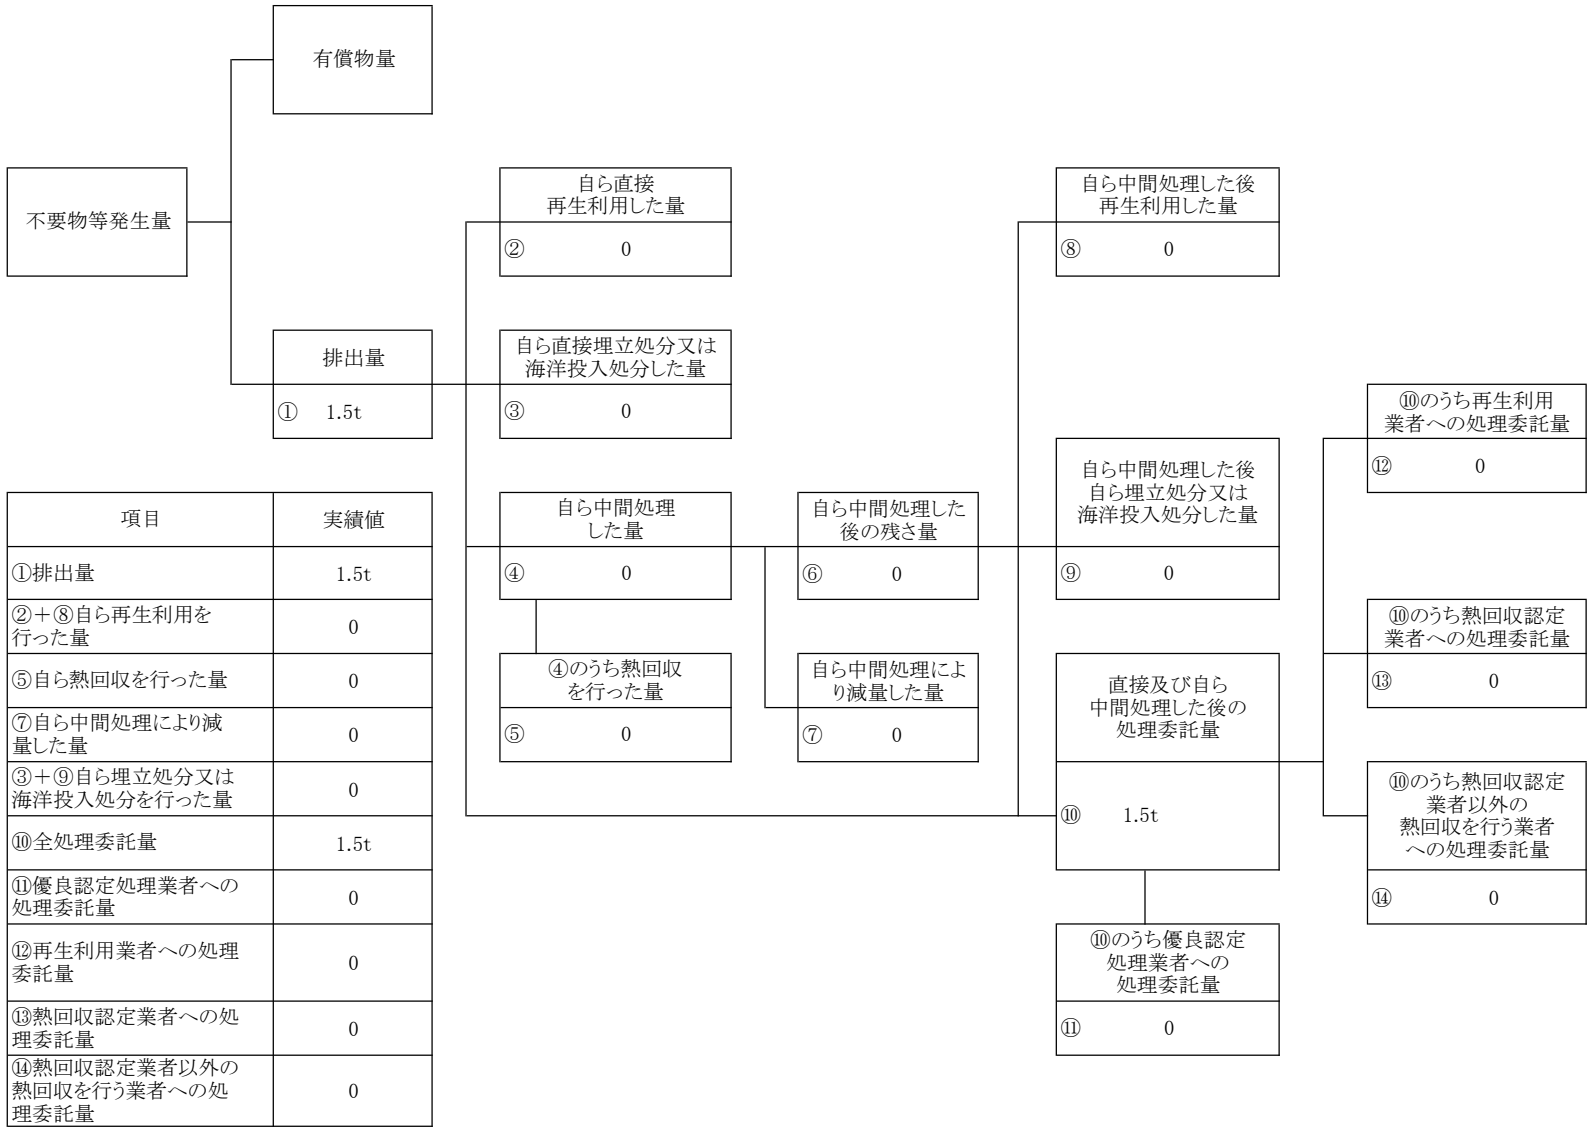 有償物量
不要物等発生量
自ら直接
再生利用した量
② 0
自ら中間処理した後
再生利用した量
⑧ 0
排出量
① 1.5t
自ら直接埋立処分又は
海洋投入処分した量
③ 0
⑩のうち再生利用
業者への処理委託量
⑫ 0
自ら中間処理した後
自ら埋立処分又は
海洋投入処分した量
⑨ 0
自ら中間処理
した量
④ 0
自ら中間処理した
後の残さ量
⑥ 0
④のうち熱回収
を行った量
⑤ 0
自ら中間処理によ
り減量した量
⑦ 0
直接及び自ら
中間処理した後の
処理委託量
⑩ 1.5t
⑩のうち熱回収認定
業者への処理委託量
⑬ 0
⑩のうち熱回収認定
業者以外の
熱回収を行う業者
への処理委託量
⑭ 0
⑩のうち優良認定
処理業者への
処理委託量
⑪ 0
項目 実績値
①排出量 1.5t
②+⑧自ら再生利用を
行った量 0
⑤自ら熱回収を行った量 0
⑦自ら中間処理により減
量した量 0
③+⑨自ら埋立処分又は
海洋投入処分を行った量 0
⑩全処理委託量 1.5t
⑪優良認定処理業者への
処理委託量 0
⑫再生利用業者への処理
委託量 0
⑬熱回収認定業者への処
理委託量 0
⑭熱回収認定業者以外の
熱回収を行う業者への処
理委託量 0